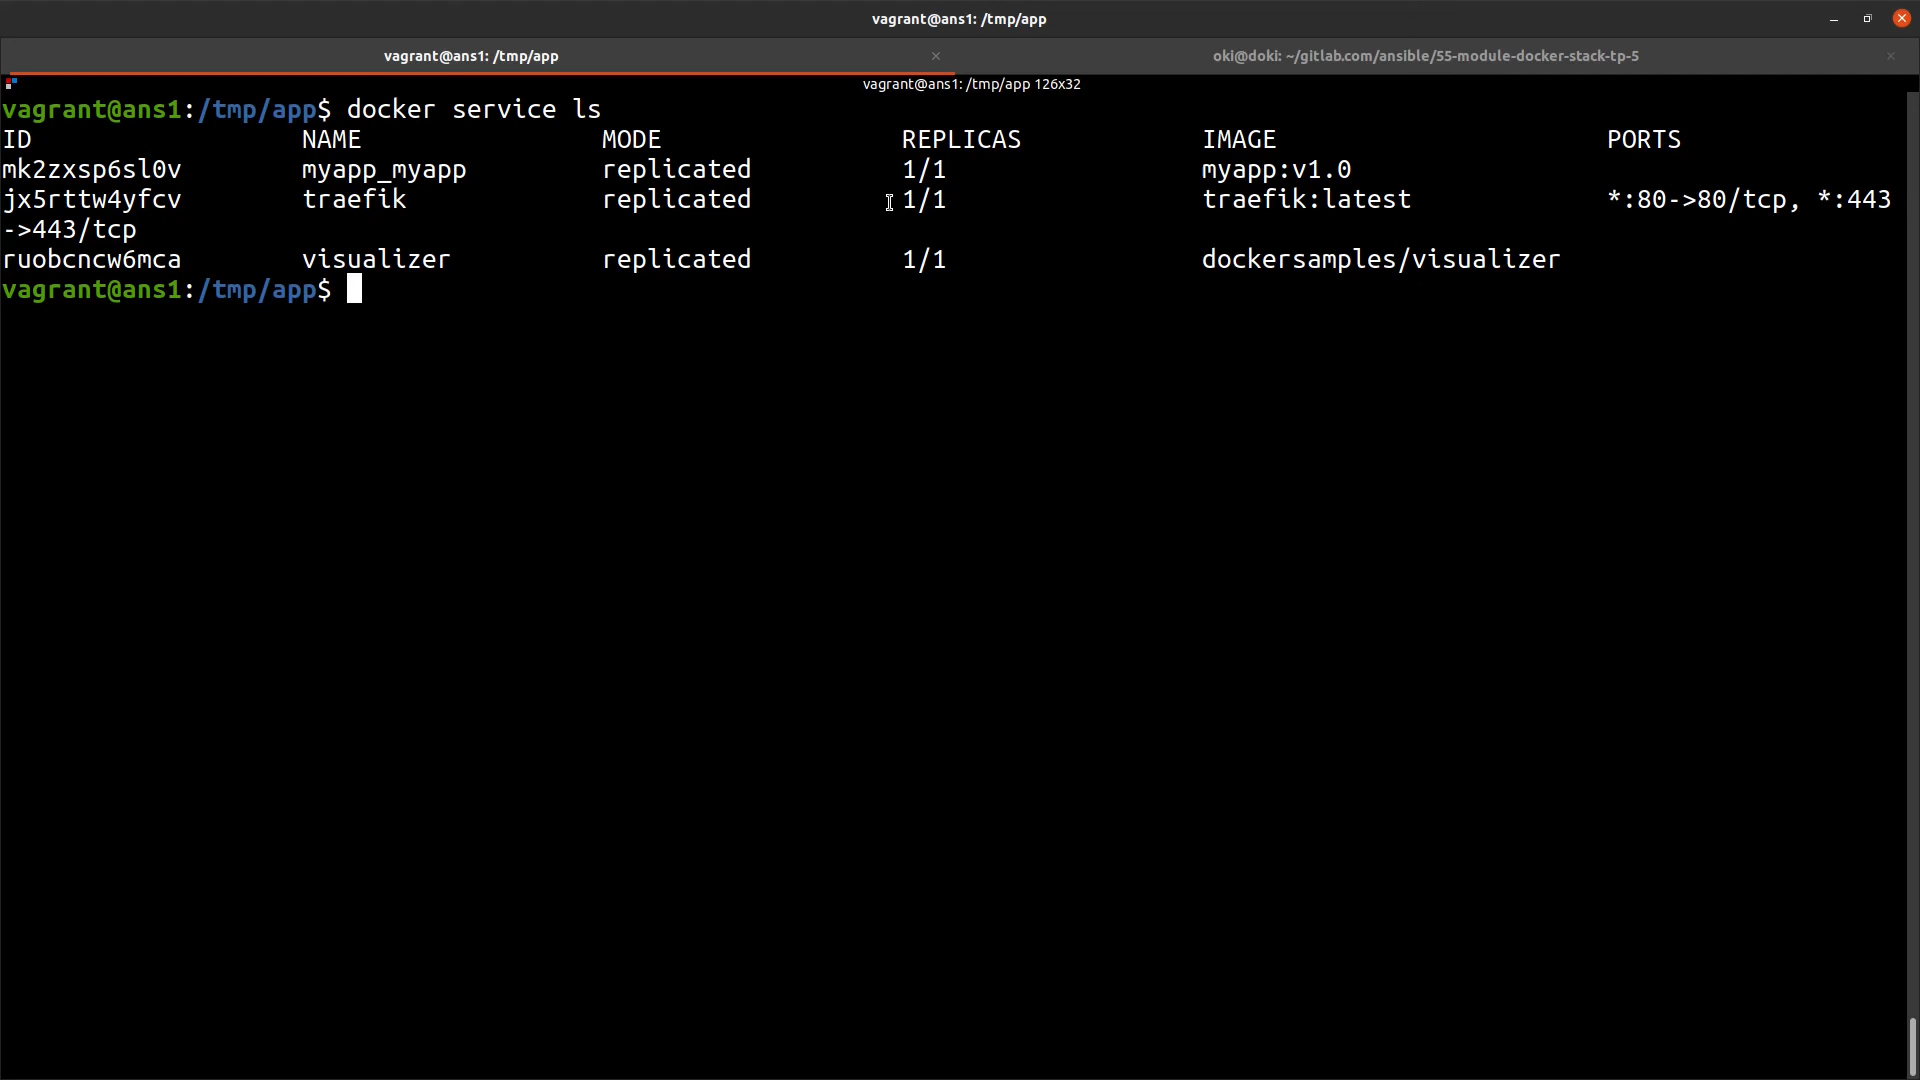 vagrant@ans1: /tmp/app
vagrant@ans1: /tmp/app × oki@doki: ~/gitlab.com/ansible/55-module-docker-stack-tp-5 ×
vagrant@ans1: /tmp/app 126x32
vagrant@ans1:/tmp/app$ docker service ls
ID NAME MODE REPLICAS IMAGE PORTS
mk2zxsp6sl0v myapp_myapp replicated 1/1 myapp:v1.0
jx5rttw4yfcv traefik replicated 1/1 traefik:latest *:80->80/tcp, *:443
->443/tcp
ruobcncw6mca visualizer replicated 1/1 dockersamples/visualizer
vagrant@ans1:/tmp/app$